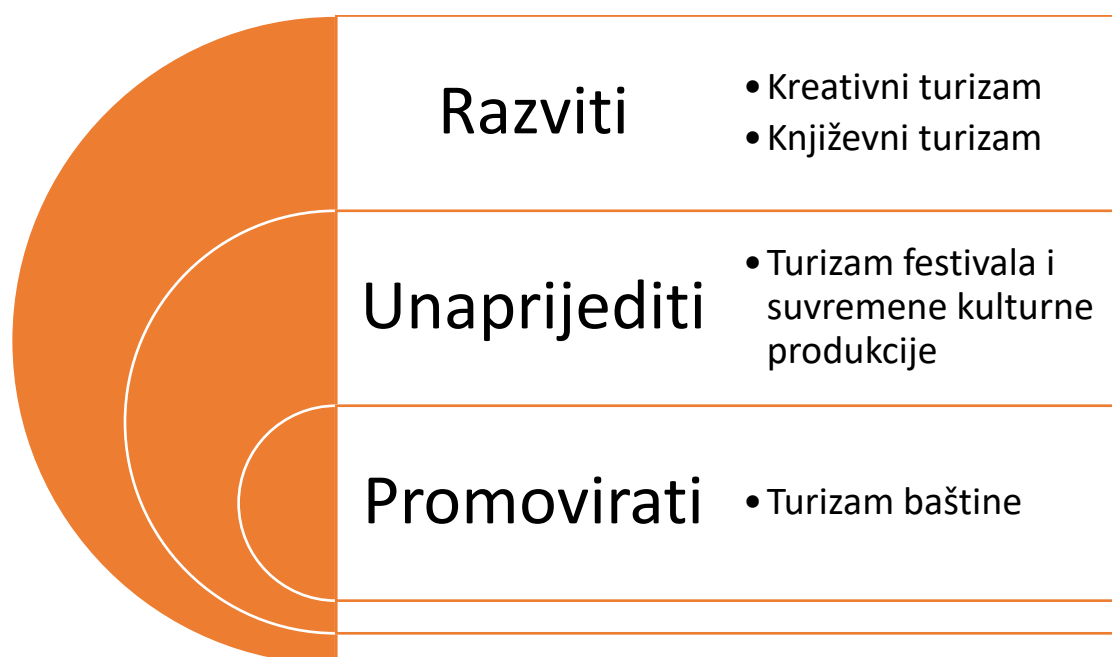 Razviti
• Kreativni turizam
• Književni turizam
Unaprijediti
• Turizam festivala i
suvremene kulturne
produkcije
Promovirati
• Turizam baštine